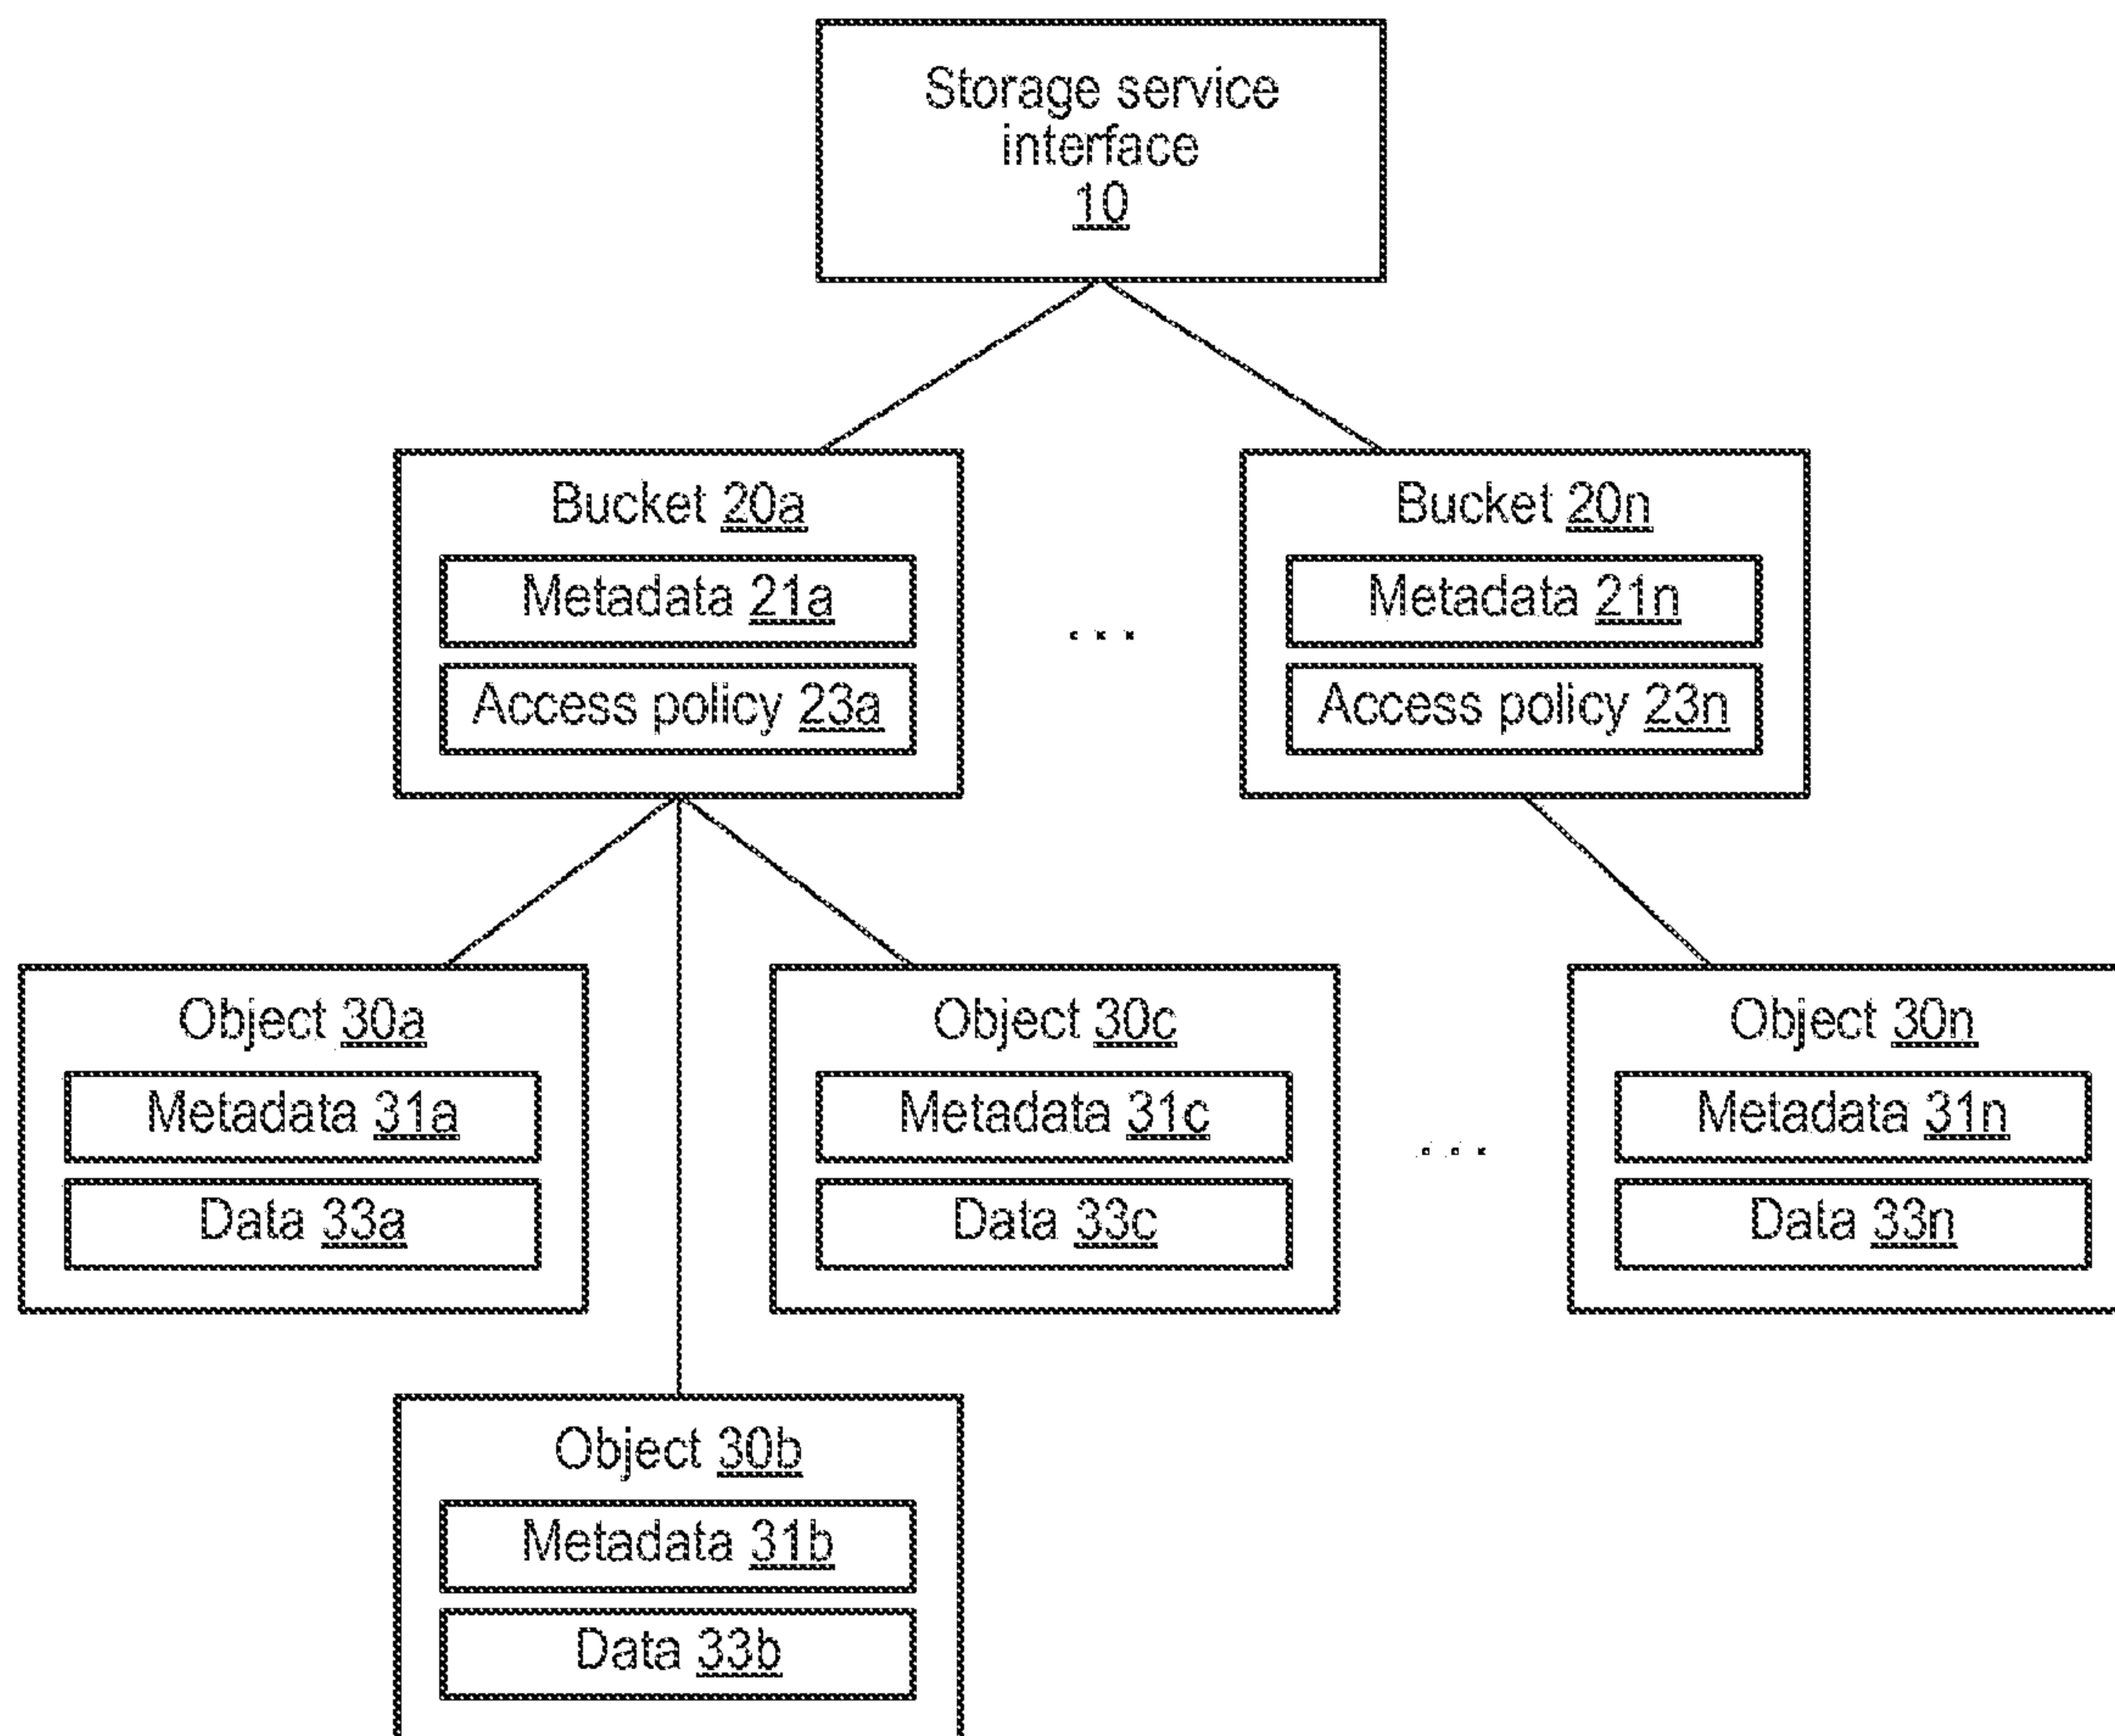 Storage service
interface
10
Bucket 20a
Metadata 21a
Access policy 23a
. . .
Bucket 20n
Metadata 21n
Access policy 23n
Object 30a
Metadata 31a
Data 33a
Object 30c
Metadata 31c
Data 33c
. . .
Object 30n
Metadata 31n
Data 33n
Object 30b
Metadata 31b
Data 33b